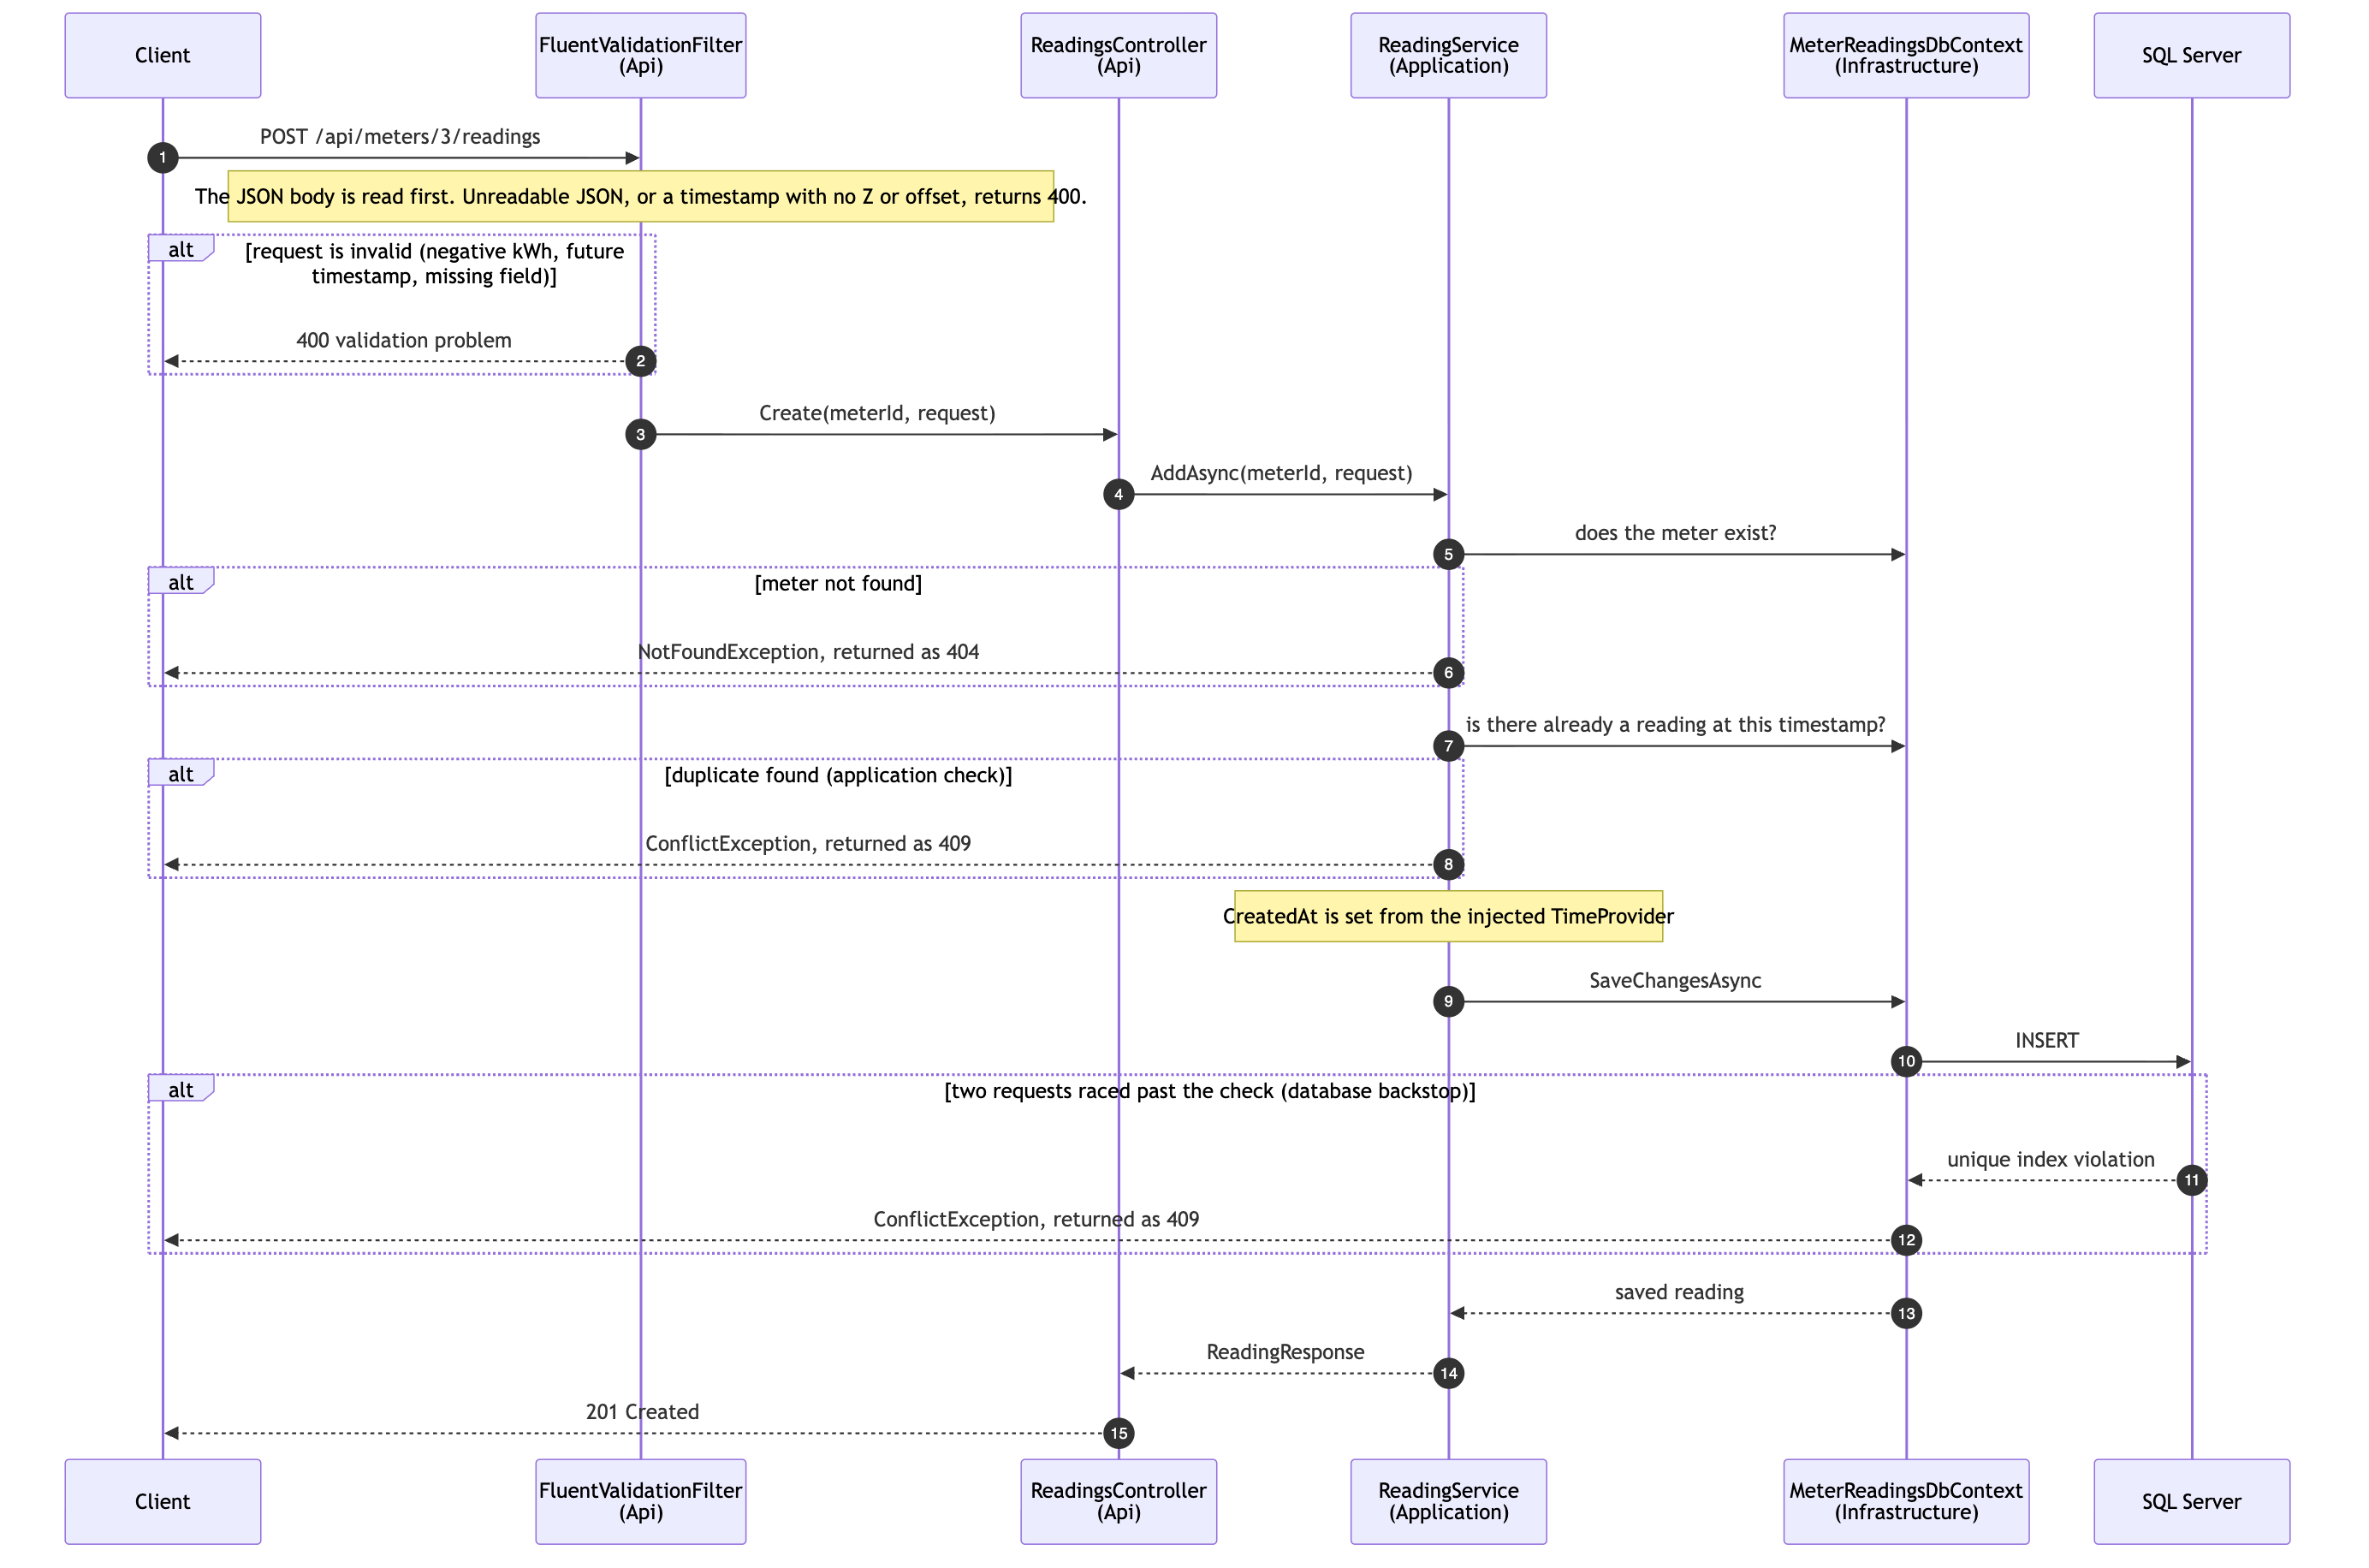 Client
FluentValidationFilter
(Api)
ReadingsController
(Api)
ReadingService
(Application)
MeterReadingsDbContext
(Infrastructure)
SQL Server
POST /api/meters/3/readings
1
The JSON body is read first. Unreadable JSON, or a timestamp with no Z or offset, returns 400.
alt
[request is invalid (negative kWh, future
timestamp, missing field)]
400 validation problem
2
Create(meterId, request)
3
AddAsync(meterId, request)
4
does the meter exist?
5
alt
[meter not found]
NotFoundException, returned as 404
6
is there already a reading at this timestamp?
7
alt
[duplicate found (application check)]
ConflictException, returned as 409
8
CreatedAt is set from the injected TimeProvider
SaveChangesAsync
9
INSERT
10
alt
[two requests raced past the check (database backstop)]
unique index violation
11
ConflictException, returned as 409
12
saved reading
13
ReadingResponse
14
201 Created
15
Client
FluentValidationFilter
(Api)
ReadingsController
(Api)
ReadingService
(Application)
MeterReadingsDbContext
(Infrastructure)
SQL Server